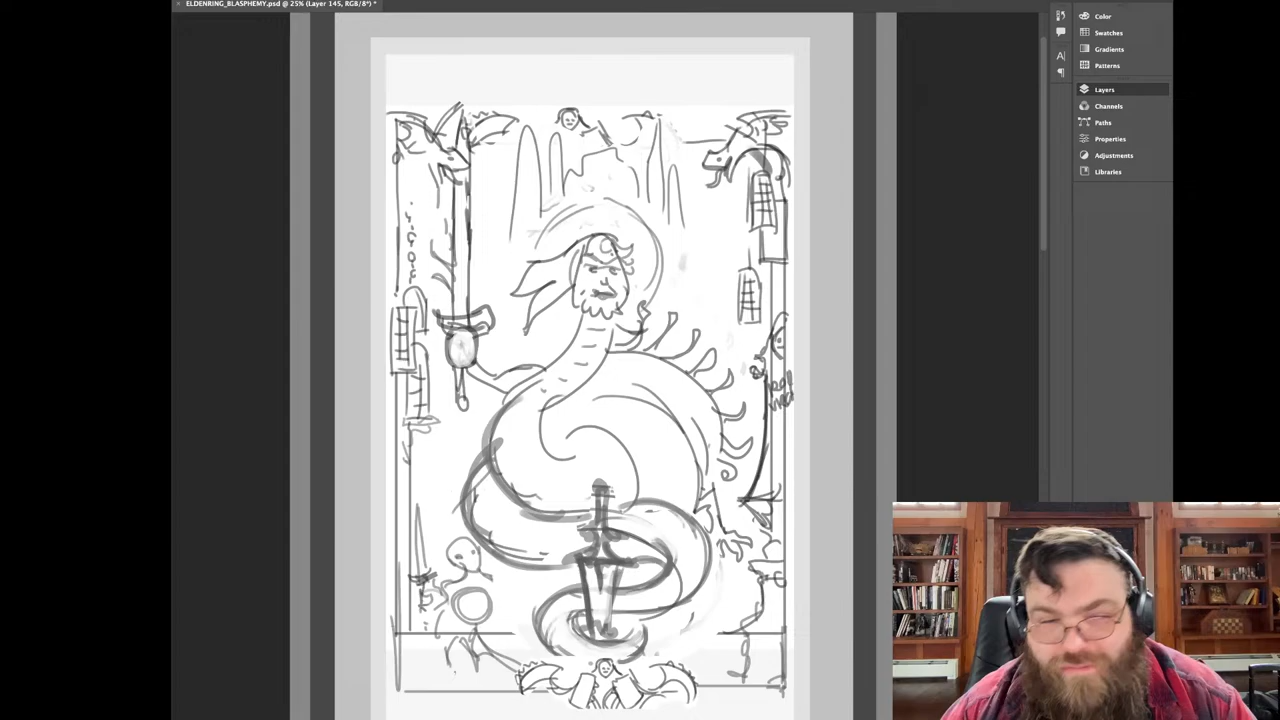 × ELDENRING_BLASPHEMY.psd @ 25% (Layer 145, RGB/8*) *
Color
Swatches
Gradients
Patterns
Layers
Channels
Paths
Properties
Adjustments
Libraries